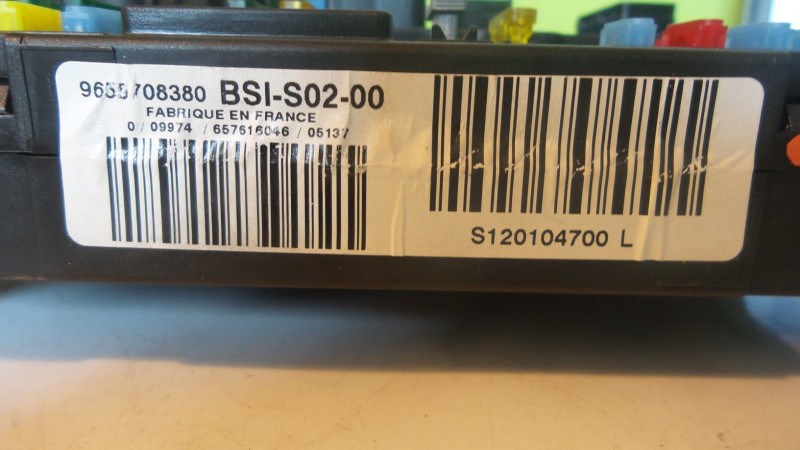 9655708380 BSI-S02-00
FABRIQUE EN FRANCE
0 / 09974 / 657616046 / 05137
S120104700 L